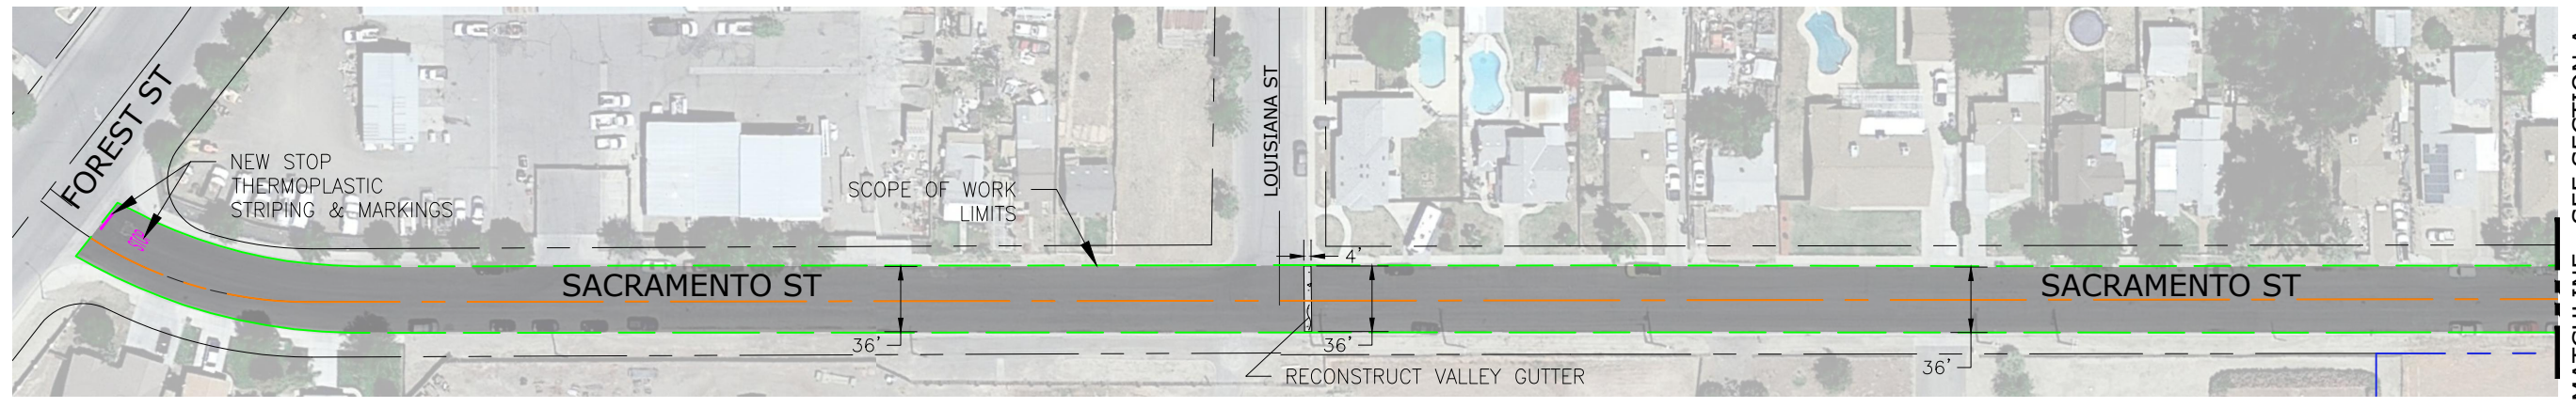 FOREST ST
NEW STOP
THERMOPLASTIC
STRIPING & MARKINGS
STOP
SCOPE OF WORK
LIMITS
LOUISIANA ST
4'
SACRAMENTO ST
SACRAMENTO ST
36'
36'
36'
RECONSTRUCT VALLEY GUTTER